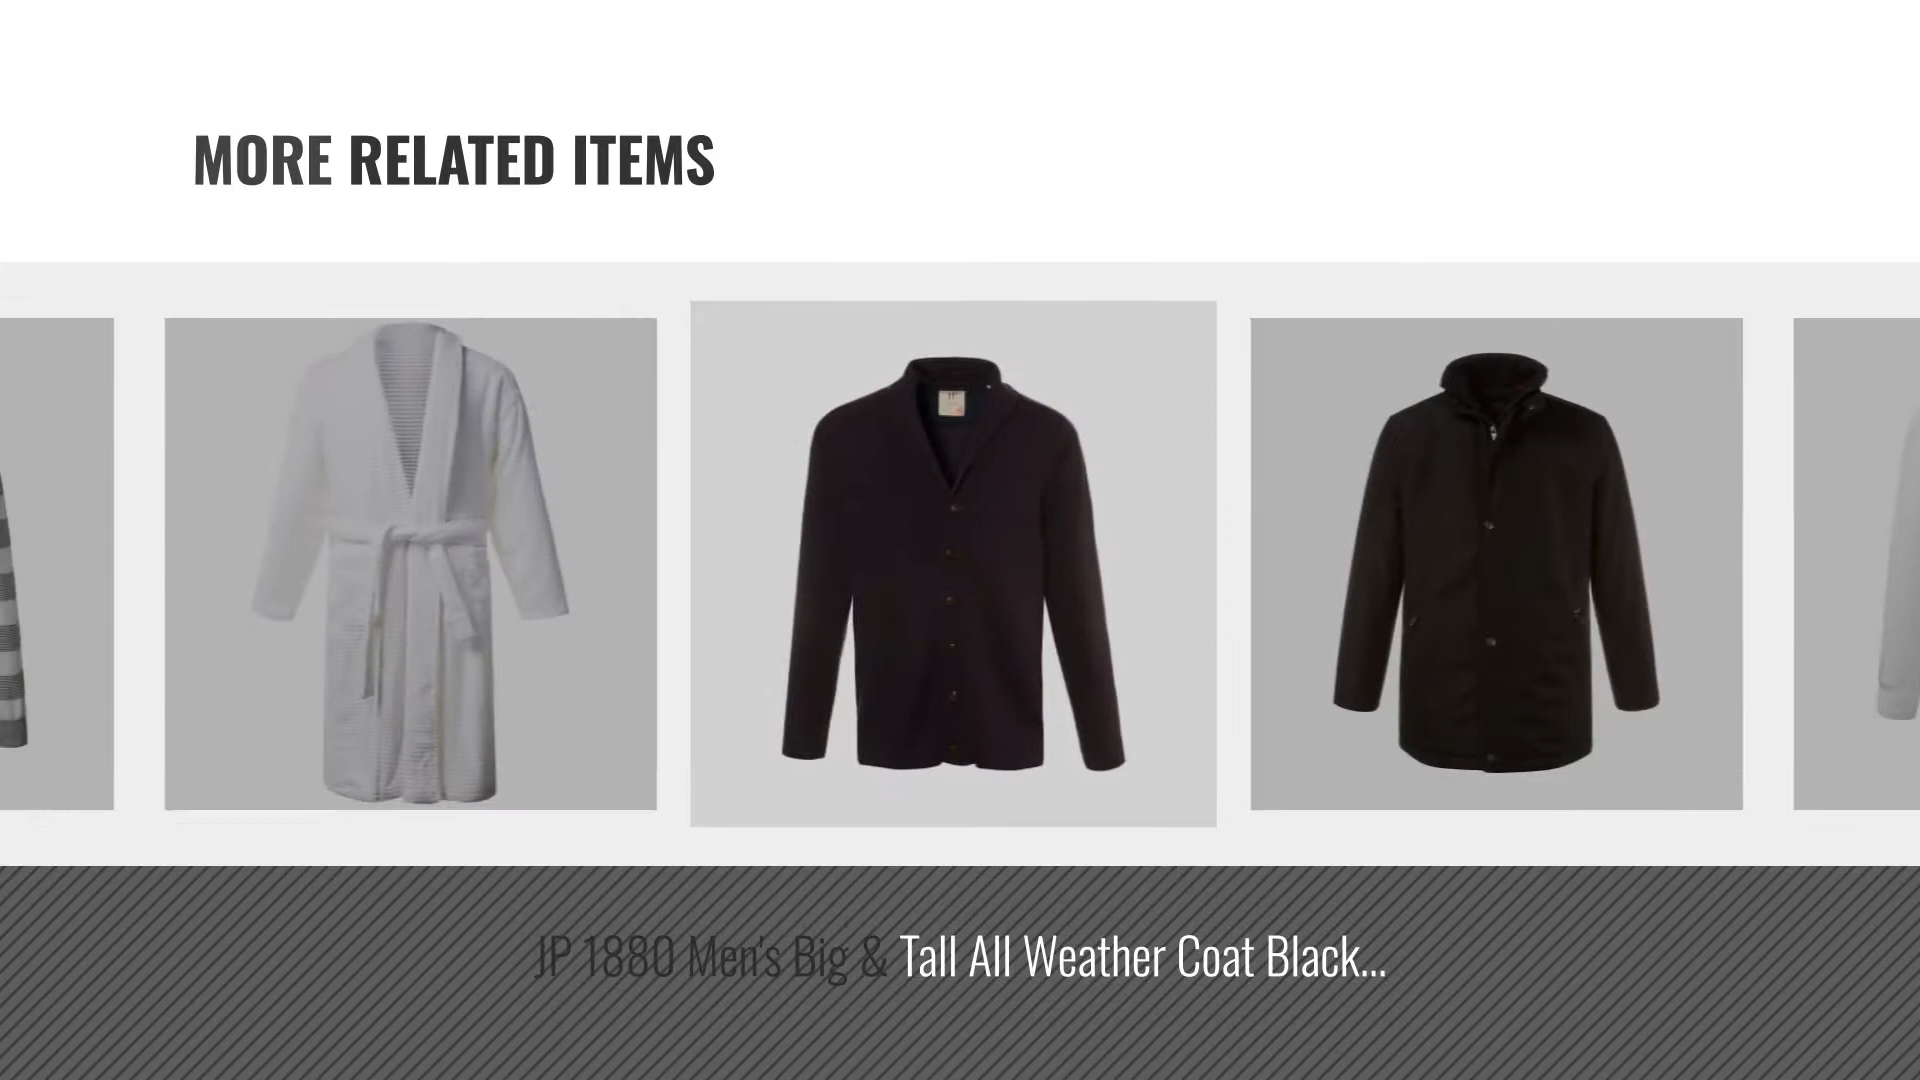 MORE RELATED ITEMS
JP 1880 Men's Big & Tall All Weather Coat Black...